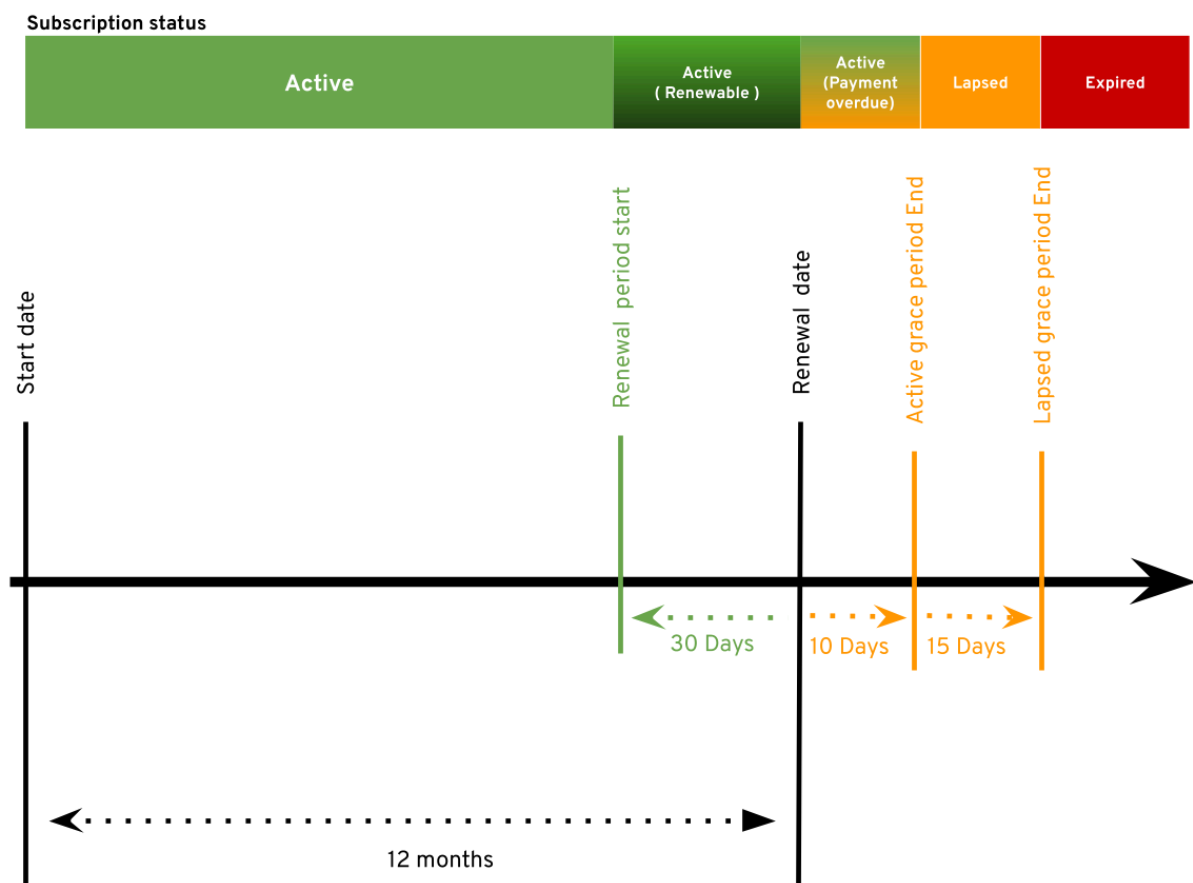 Subscription status
Active
Active
( Renewable )
Active
(Payment
overdue)
Lapsed
Expired
Start date
Renewal period start
Renewal date
Active grace period End
Lapsed grace period End
30 Days
10 Days
15 Days
12 months